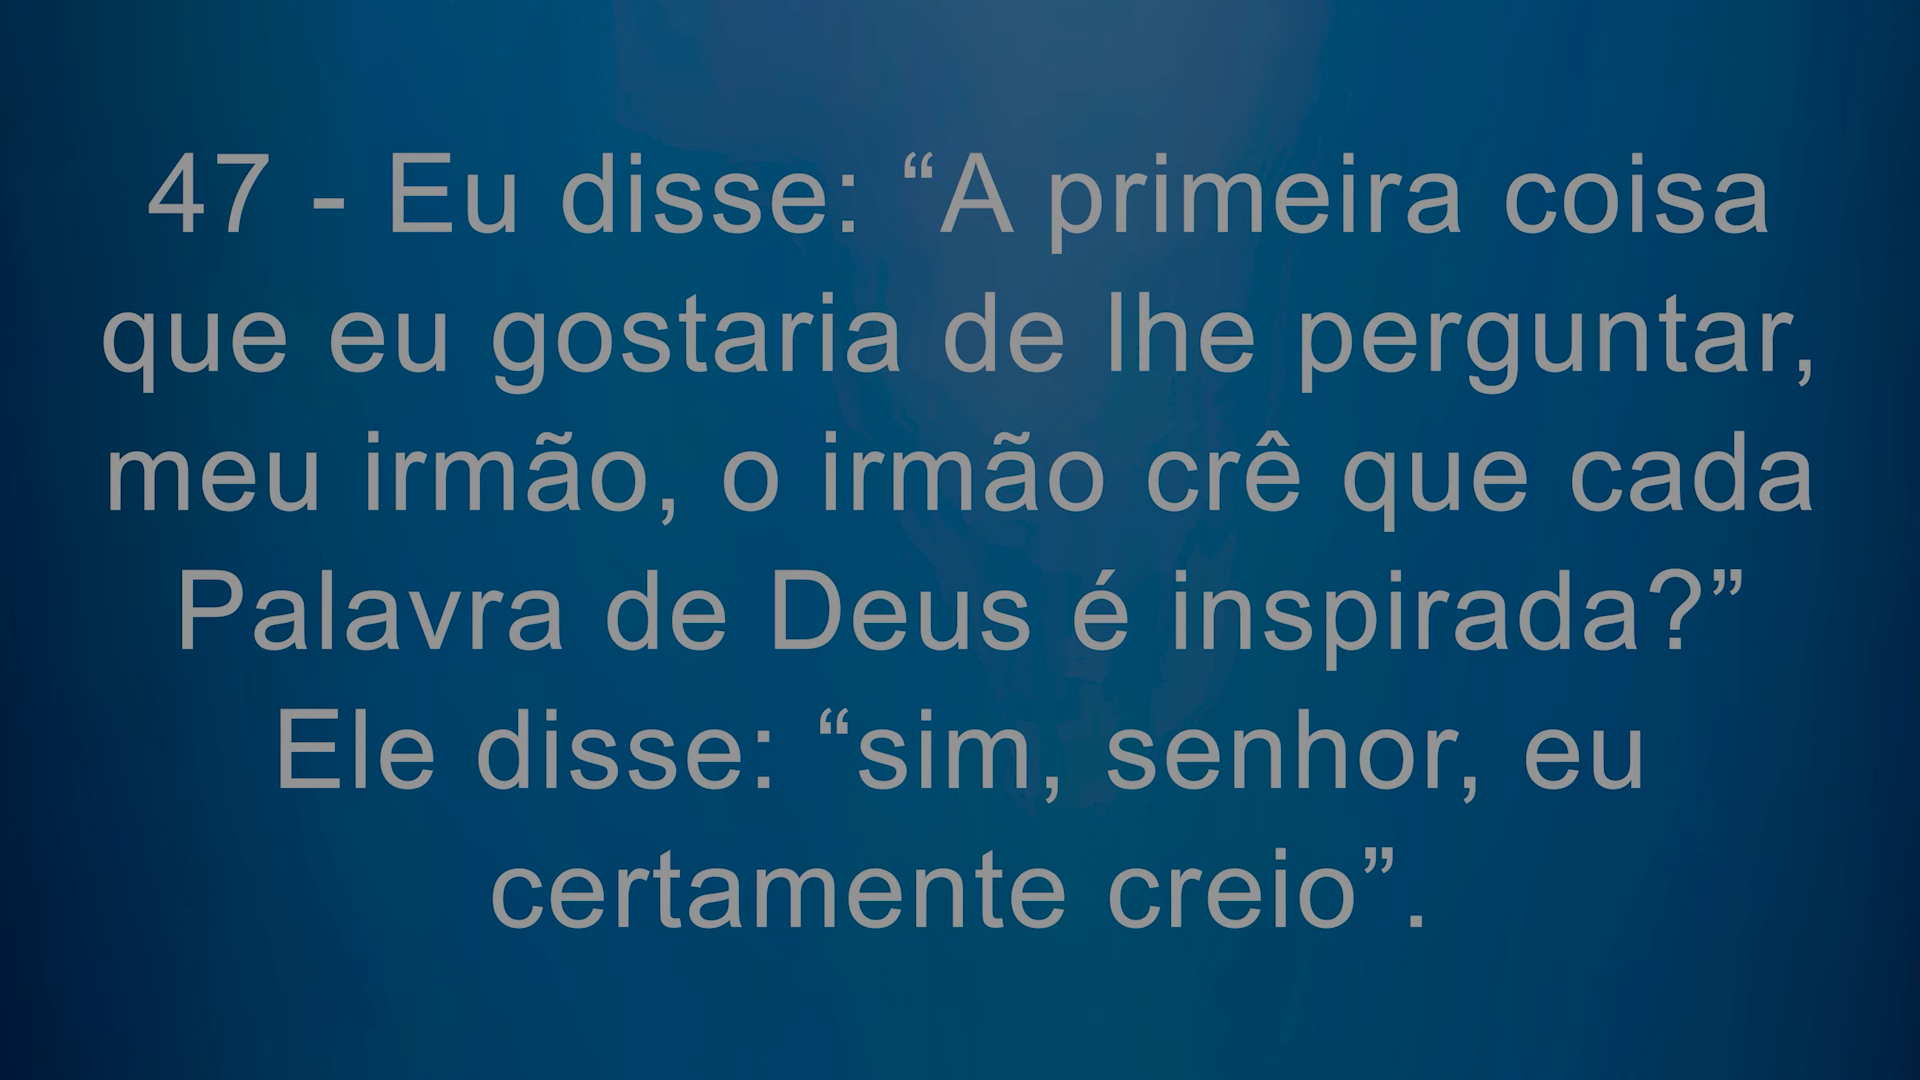 47 - Eu disse: “A primeira coisa
que eu gostaria de lhe perguntar,
meu irmão, o irmão crê que cada
Palavra de Deus é inspirada?”
Ele disse: “sim, senhor, eu
certamente creio”.